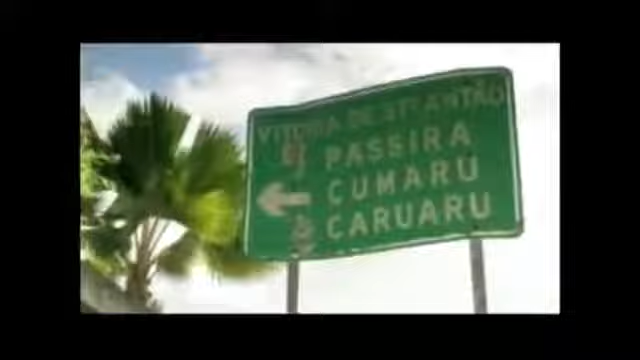 VITÓRIA DE STº ANTÃO
PASSIRA
CUMARU
CARUARU